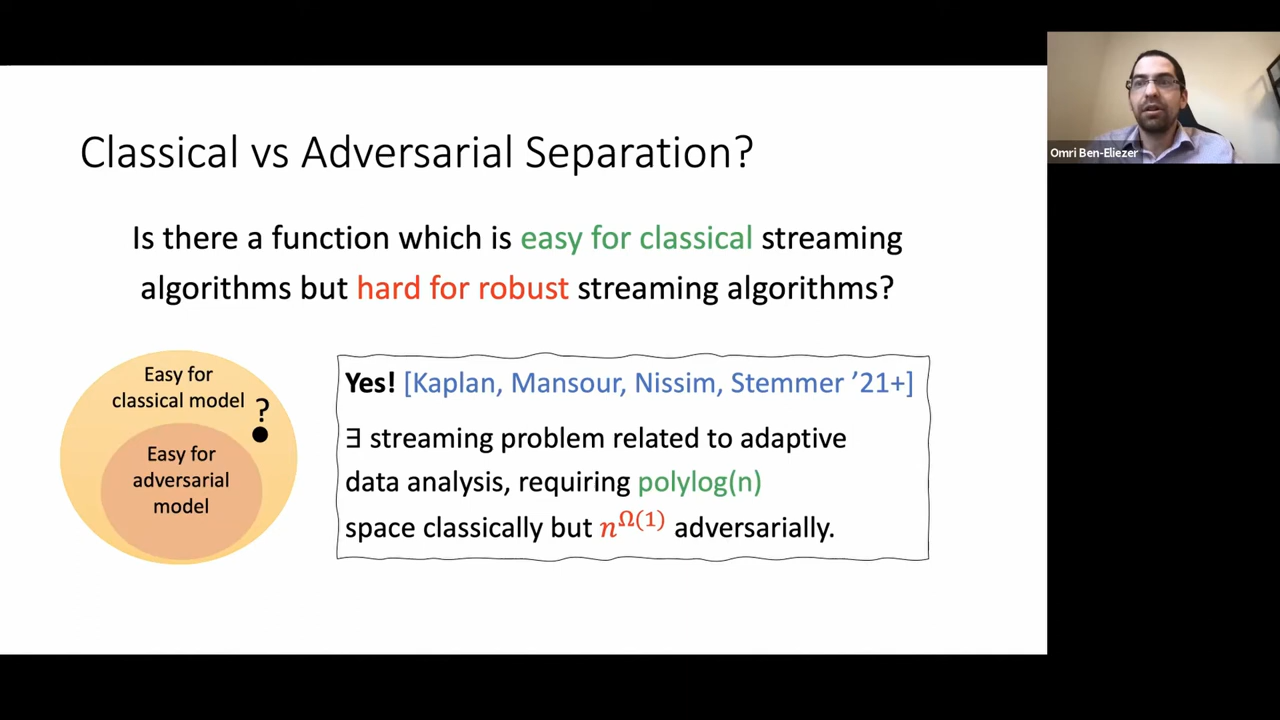 Classical vs Adversarial Separation?
Is there a function which is easy for classical streaming
algorithms but hard for robust streaming algorithms?
Easy for
classical model
?
Easy for
adversarial
model
Yes! [Kaplan, Mansour, Nissim, Stemmer ’21+]
∃ streaming problem related to adaptive
data analysis, requiring polylog(n)
space classically but n^Ω(1) adversarially.
Omri Ben-Eliezer